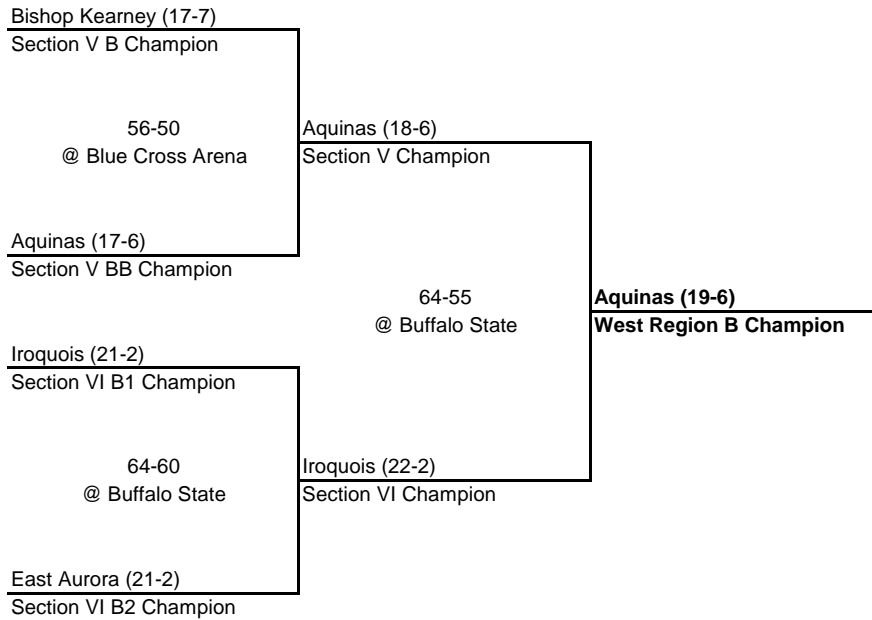 Bishop Kearney (17-7)
Section V B Champion
56-50
@ Blue Cross Arena
Aquinas (18-6)
Section V Champion
Aquinas (17-6)
Section V BB Champion
64-55
@ Buffalo State
Aquinas (19-6)
West Region B Champion
Iroquois (21-2)
Section VI B1 Champion
64-60
@ Buffalo State
Iroquois (22-2)
Section VI Champion
East Aurora (21-2)
Section VI B2 Champion